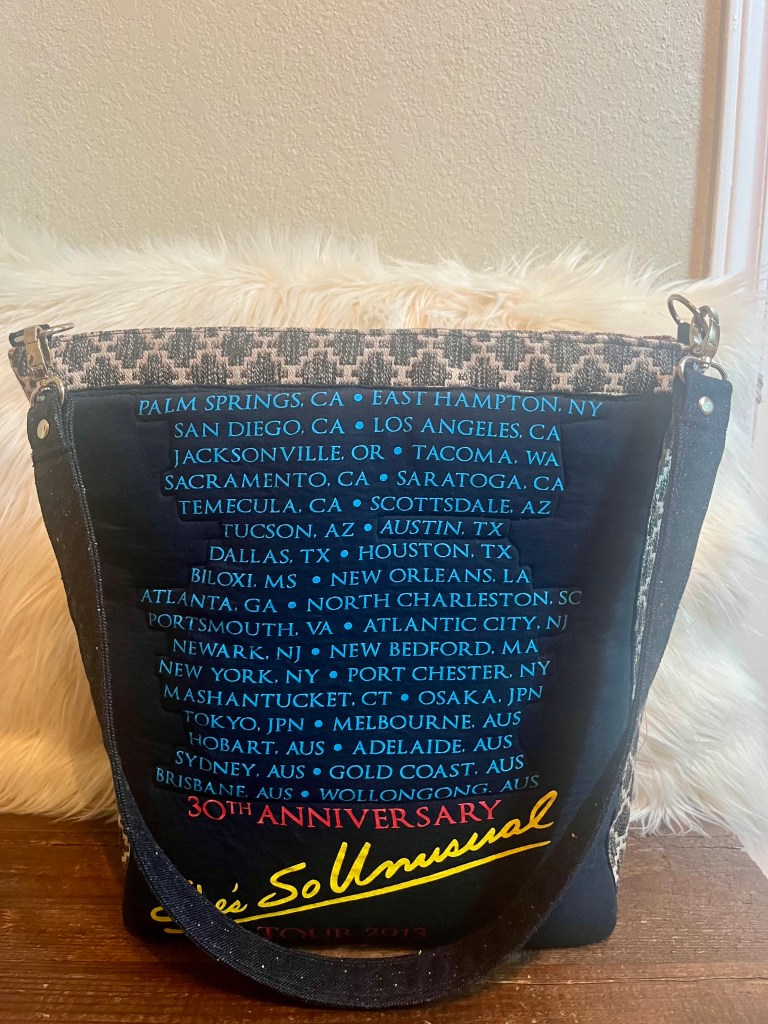 PALM SPRINGS, CA • EAST HAMPTON, NY
SAN DIEGO, CA • LOS ANGELES, CA
JACKSONVILLE, OR • TACOMA, WA
SACRAMENTO, CA • SARATOGA, CA
TEMECULA, CA • SCOTTSDALE, AZ
TUCSON, AZ • AUSTIN, TX
DALLAS, TX • HOUSTON, TX
BILOXI, MS • NEW ORLEANS, LA
ATLANTA, GA • NORTH CHARLESTON, SC
PORTSMOUTH, VA • ATLANTIC CITY, NJ
NEWARK, NJ • NEW BEDFORD, MA
NEW YORK, NY • PORT CHESTER, NY
MASHANTUCKET, CT • OSAKA, JPN
TOKYO, JPN • MELBOURNE, AUS
HOBART, AUS • ADELAIDE, AUS
SYDNEY, AUS • GOLD COAST, AUS
BRISBANE, AUS • WOLLONGONG, AUS
30TH ANNIVERSARY
She's So Unusual
TOUR 2013